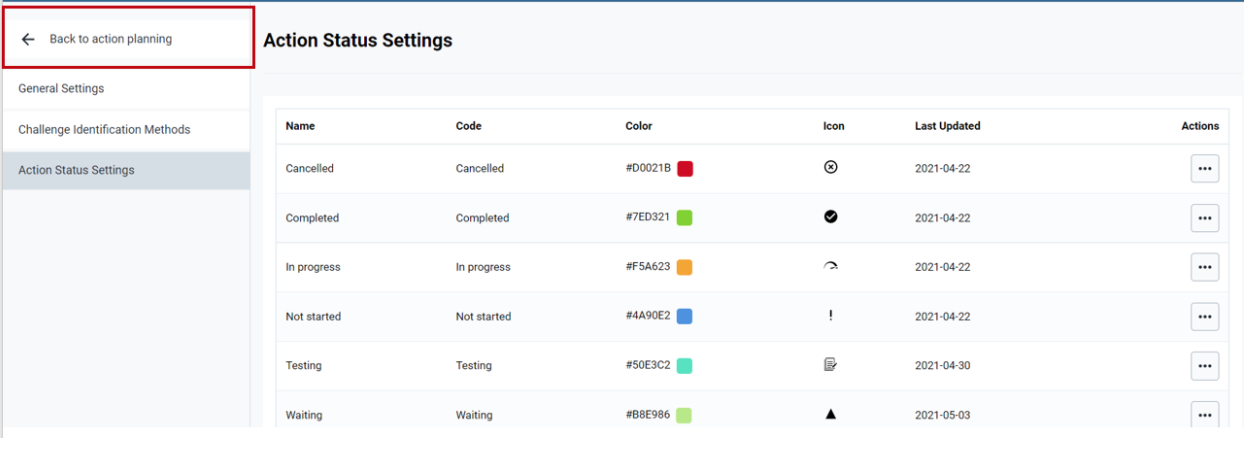 Back to action planning
General Settings
Challenge Identification Methods
Action Status Settings
Action Status Settings
Name Code Color Icon Last Updated Actions
Cancelled Cancelled #D0021B 2021-04-22
Completed Completed #7ED321 2021-04-22
In progress In progress #F5A623 2021-04-22
Not started Not started #4A90E2 2021-04-22
Testing Testing #50E3C2 2021-04-30
Waiting Waiting #B8E986 2021-05-03